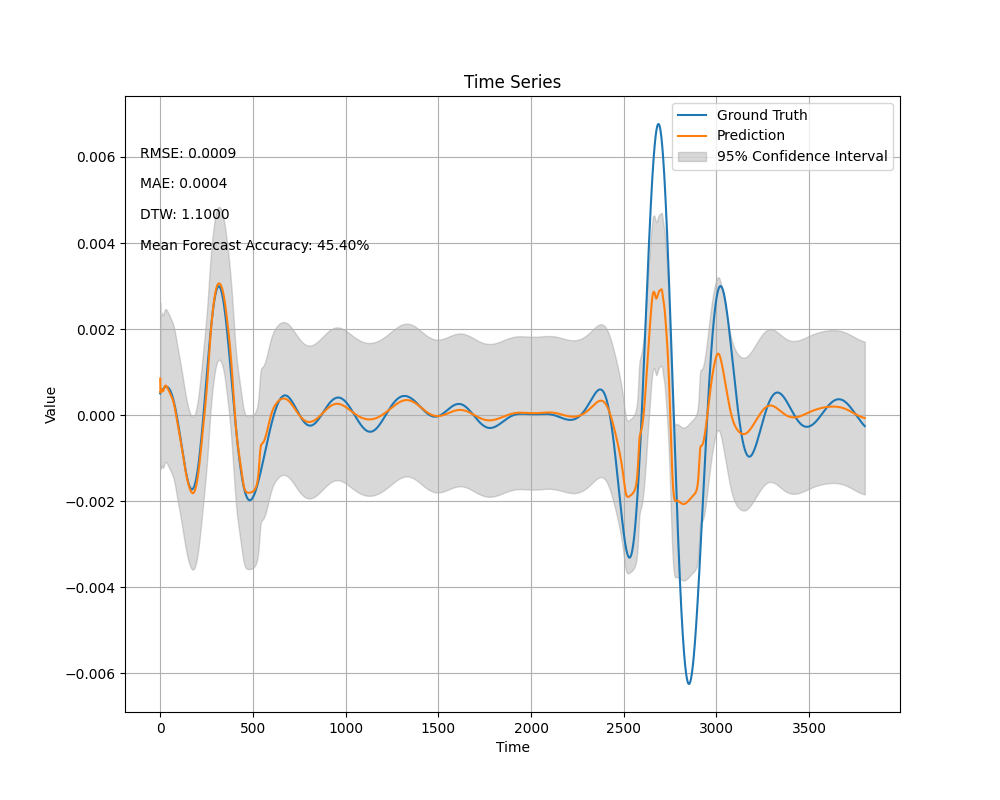 Time Series
Ground Truth
Prediction
95% Confidence Interval
RMSE: 0.0009
MAE: 0.0004
DTW: 1.1000
Mean Forecast Accuracy: 45.40%
0.006
0.004
0.002
0.000
−0.002
−0.004
−0.006
Value
0 500 1000 1500 2000 2500 3000 3500
Time